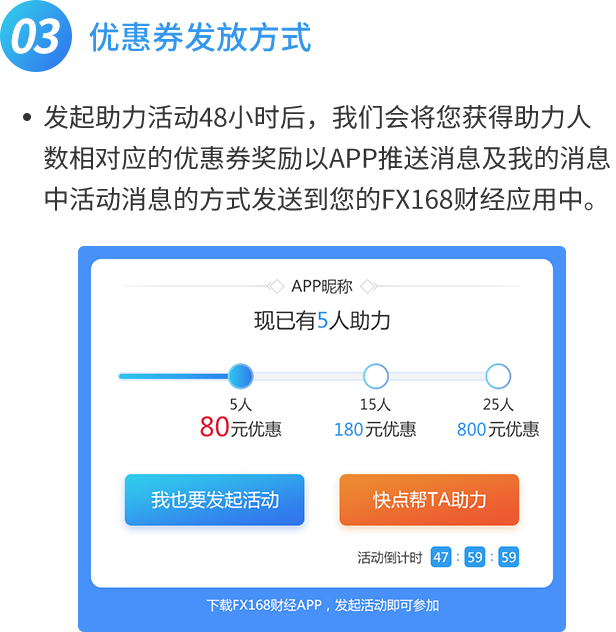 03 优惠券发放方式
• 发起助力活动48小时后，我们会将您获得助力人
数相对应的优惠券奖励以APP推送消息及我的消息
中活动消息的方式发送到您的FX168财经应用中。
APP昵称
现已有5人助力
5人 15人 25人
80元优惠 180元优惠 800元优惠
我也要发起活动 快点帮TA助力
活动倒计时 47 : 59 : 59
下载FX168财经APP，发起活动即可参加